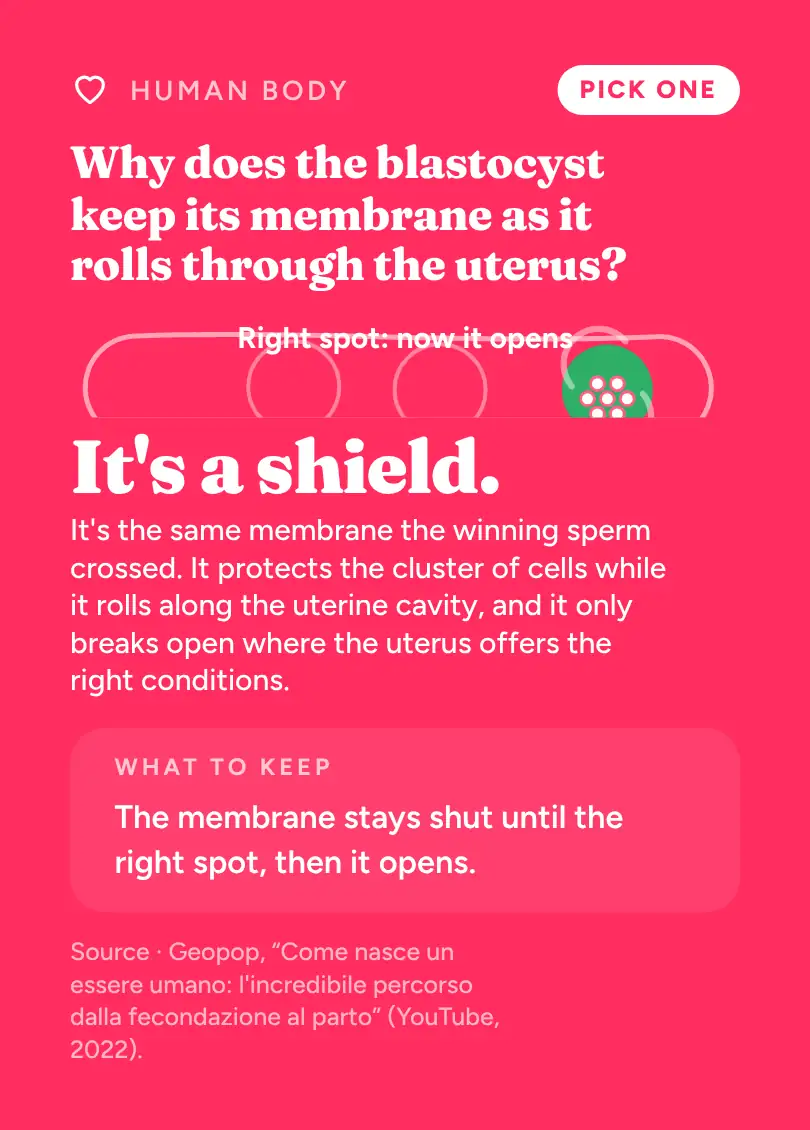 HUMAN BODY
PICK ONE
Why does the blastocyst
keep its membrane as it
rolls through the uterus?
Right spot: now it opens
It's a shield.
It's the same membrane the winning sperm
crossed. It protects the cluster of cells while
it rolls along the uterine cavity, and it only
breaks open where the uterus offers the
right conditions.
WHAT TO KEEP
The membrane stays shut until the
right spot, then it opens.
Source · Geopop, “Come nasce un
essere umano: l'incredibile percorso
dalla fecondazione al parto” (YouTube,
2022).